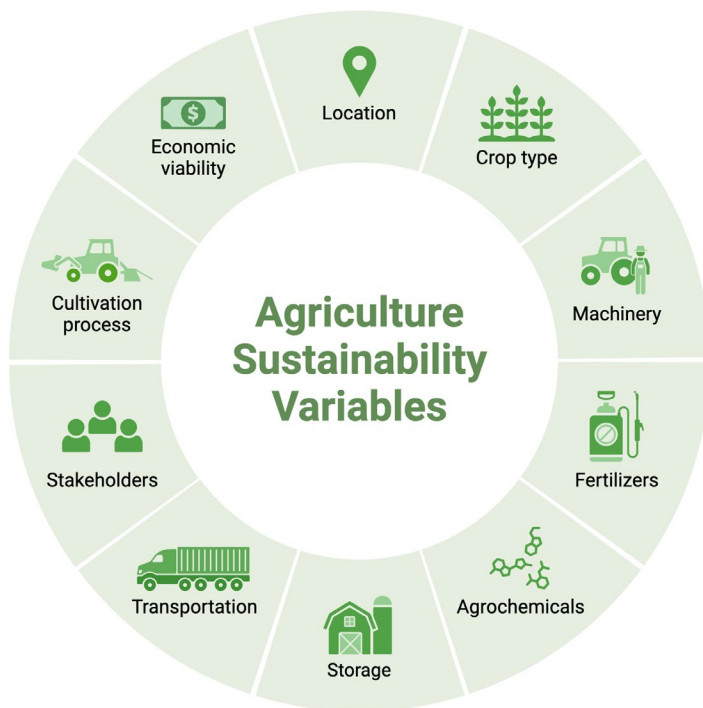 Agriculture
Sustainability
Variables
Location
Crop type
Machinery
Fertilizers
Agrochemicals
Storage
Transportation
Stakeholders
Cultivation
process
Economic
viability
$